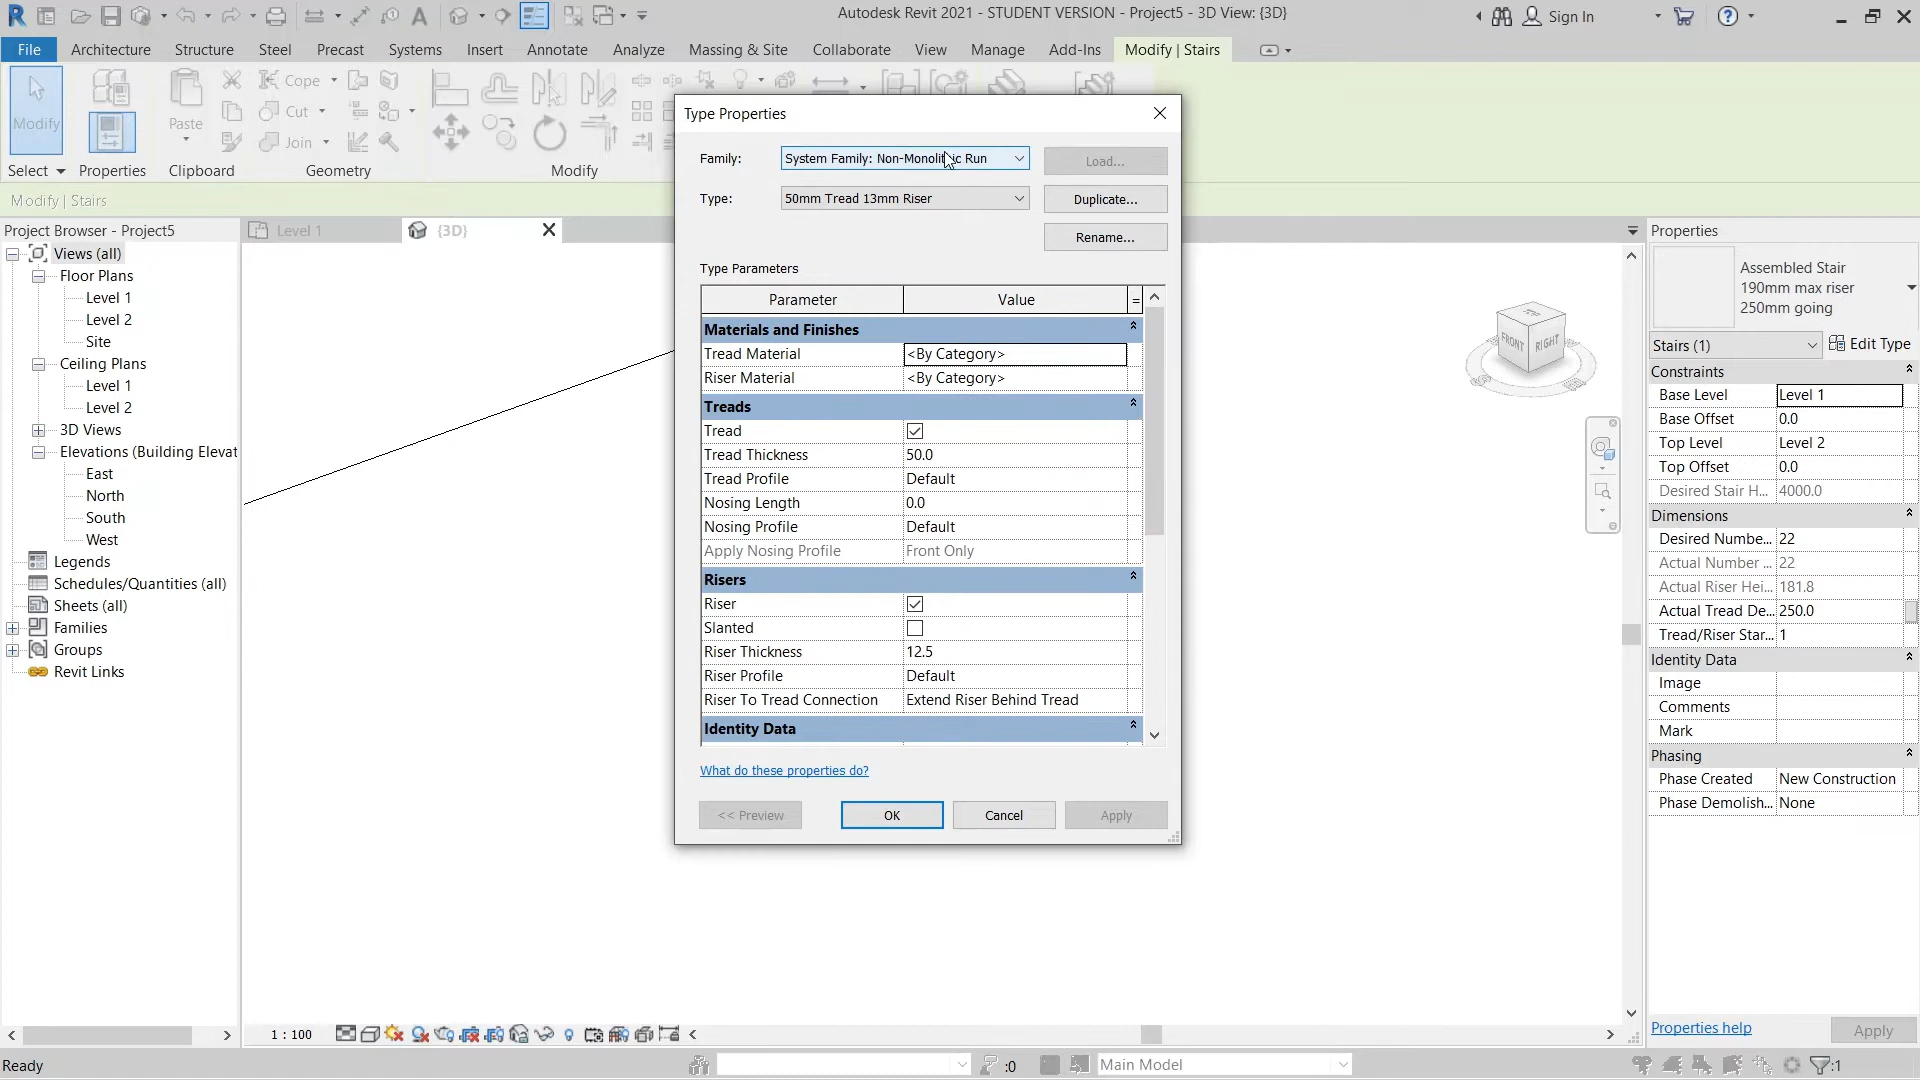 Autodesk Revit 2021 - STUDENT VERSION - Project5 - 3D View: {3D}
Sign In
File
Architecture
Structure
Steel
Precast
Systems
Insert
Annotate
Analyze
Massing & Site
Collaborate
View
Manage
Add-Ins
Modify | Stairs
Modify
Paste
Cope
Cut
Join
Select
Properties
Clipboard
Geometry
Modify
Modify | Stairs
Project Browser - Project5
Views (all)
Floor Plans
Level 1
Level 2
Site
Ceiling Plans
Level 1
Level 2
3D Views
Elevations (Building Elevat
East
North
South
West
Legends
Schedules/Quantities (all)
Sheets (all)
Families
Groups
Revit Links
Level 1
{3D}
Type Properties
Family:
System Family: Non-Monolithic Run
Load...
Type:
50mm Tread 13mm Riser
Duplicate...
Rename...
Type Parameters
Parameter
Value
=
Materials and Finishes
Tread Material
<By Category>
Riser Material
<By Category>
Treads
Tread
Tread Thickness
50.0
Tread Profile
Default
Nosing Length
0.0
Nosing Profile
Default
Apply Nosing Profile
Front Only
Risers
Riser
Slanted
Riser Thickness
12.5
Riser Profile
Default
Riser To Tread Connection
Extend Riser Behind Tread
Identity Data
What do these properties do?
<< Preview
OK
Cancel
Apply
TOP
FRONT
RIGHT
Properties
Assembled Stair
190mm max riser
250mm going
Stairs (1)
Edit Type
Constraints
Base Level
Level 1
Base Offset
0.0
Top Level
Level 2
Top Offset
0.0
Desired Stair H...
4000.0
Dimensions
Desired Numbe...
22
Actual Number ...
22
Actual Riser Hei...
181.8
Actual Tread De...
250.0
Tread/Riser Star...
1
Identity Data
Image
Comments
Mark
Phasing
Phase Created
New Construction
Phase Demolish...
None
Properties help
Apply
1 : 100
Ready
:0
Main Model
:1